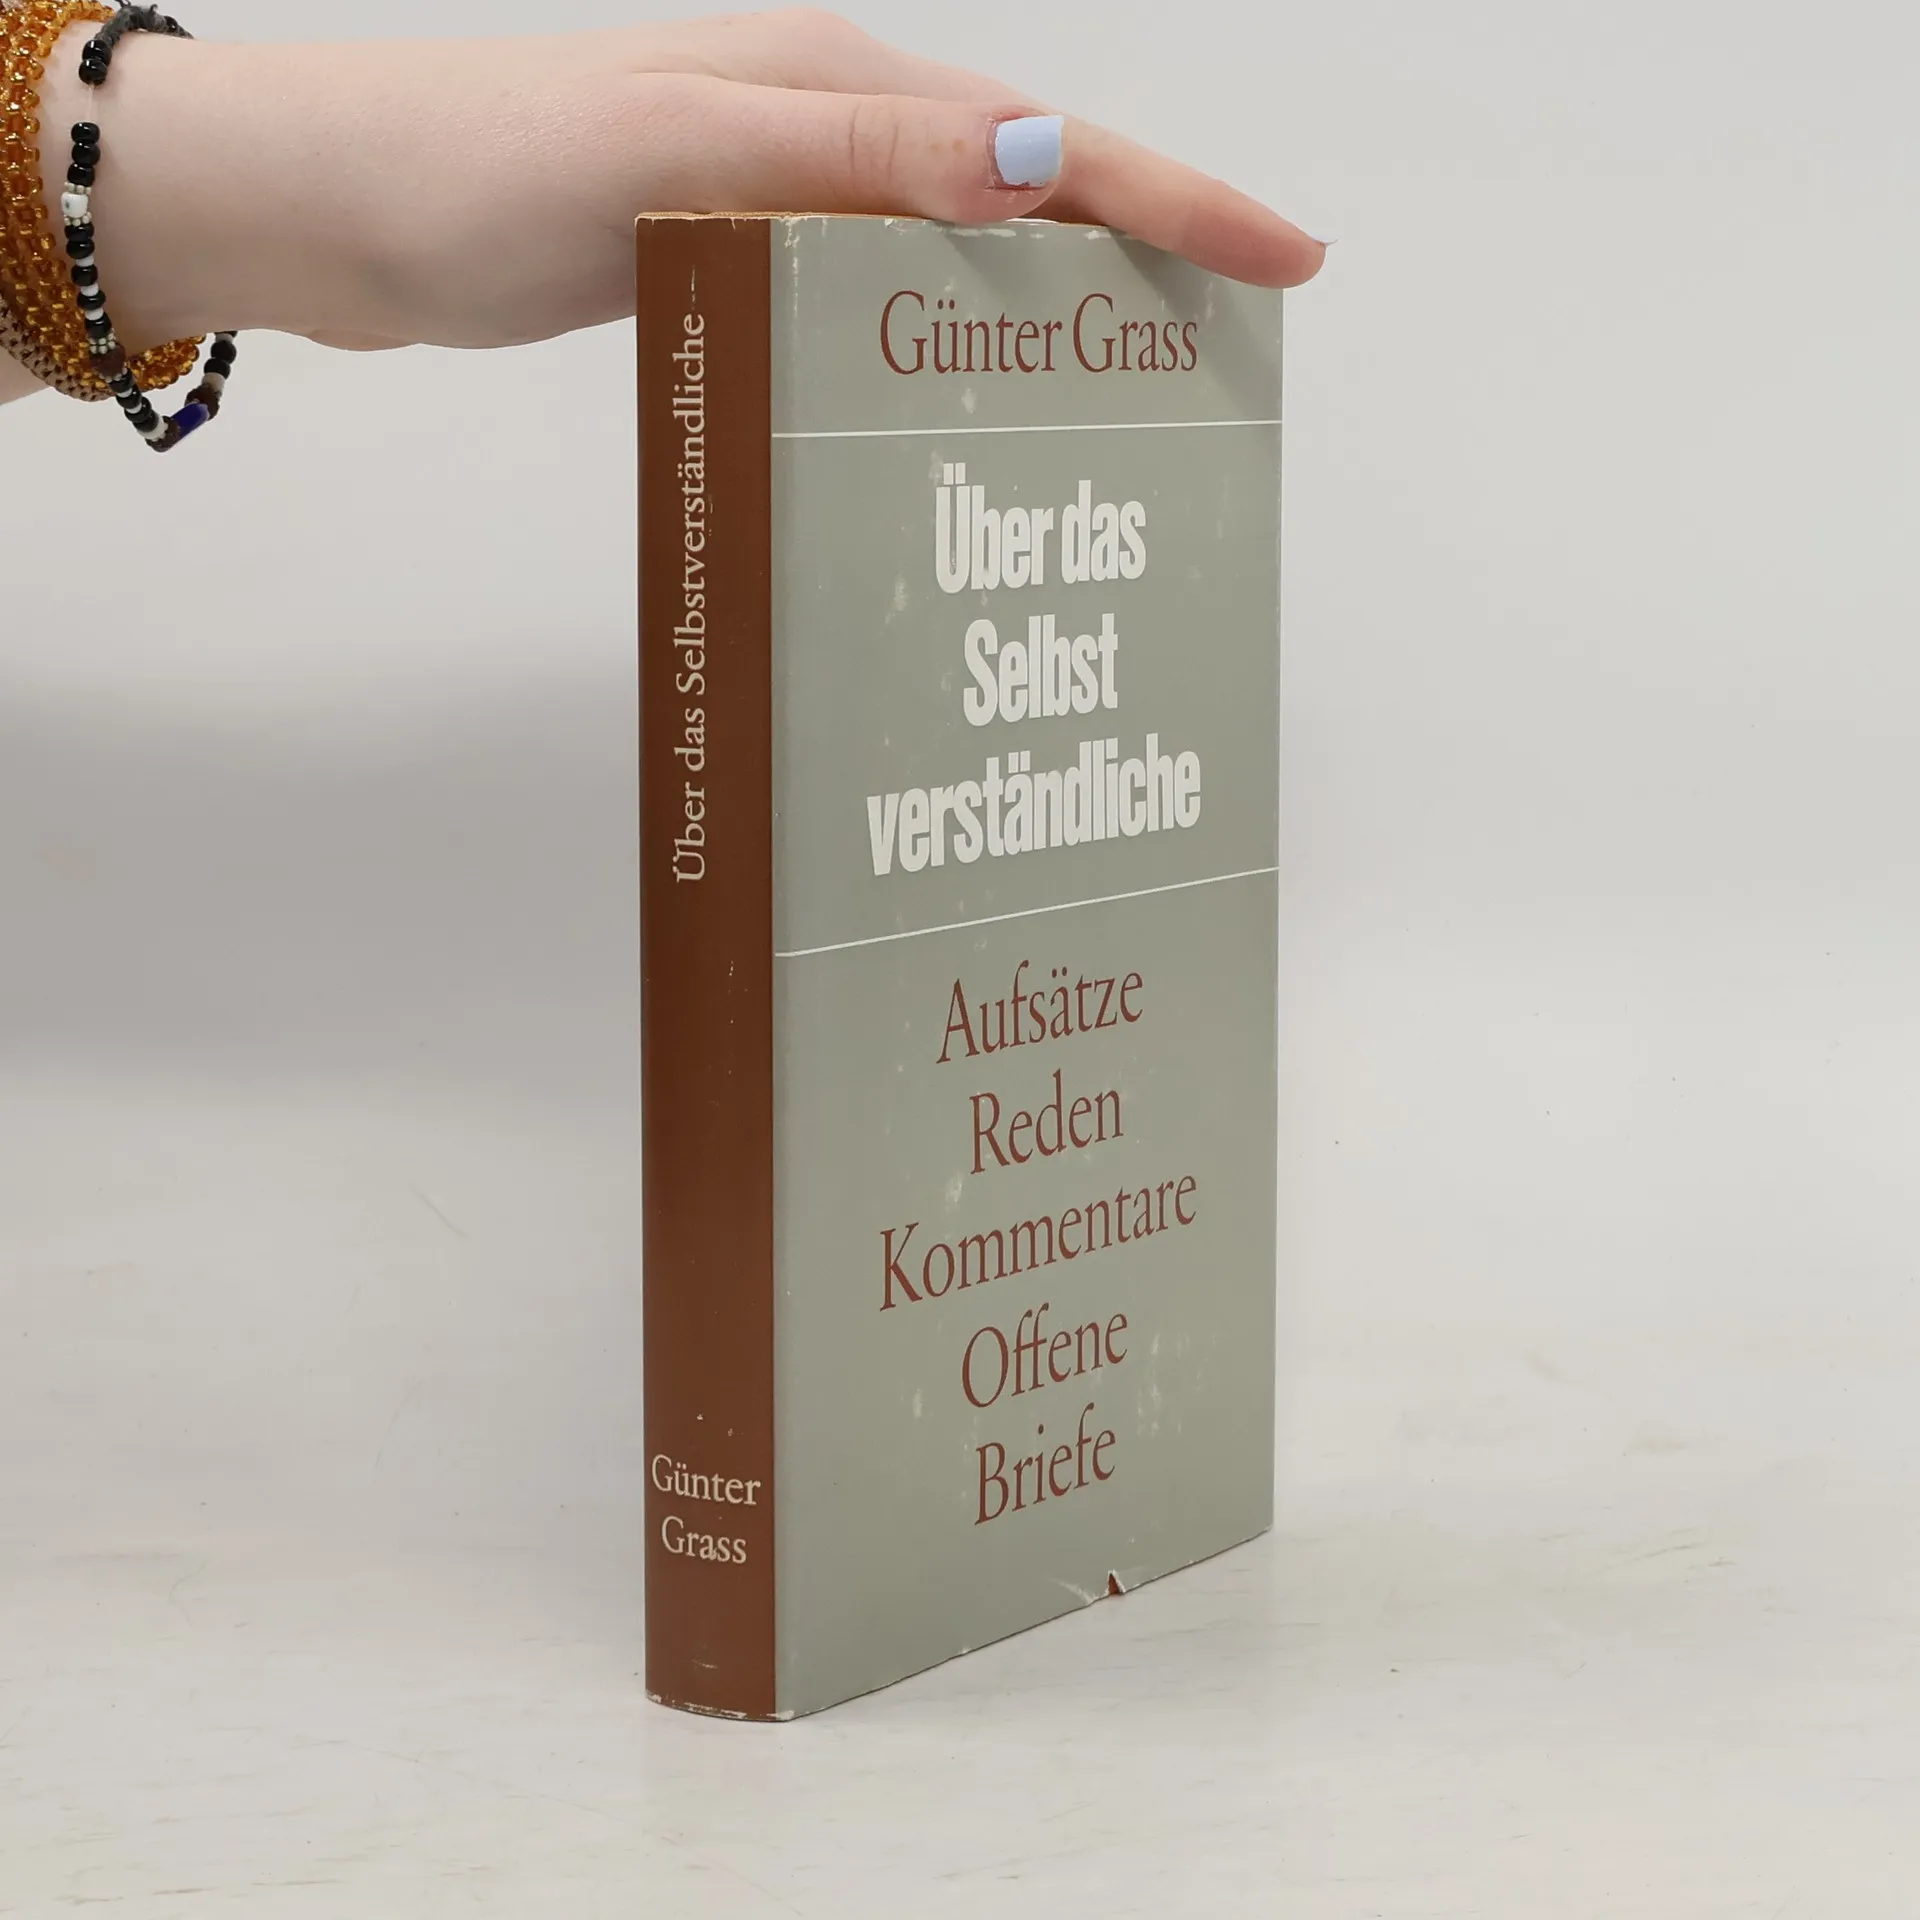 Über das Selbstverständliche
Günter
Grass
Günter Grass
Über das
Selbst
verständliche
Aufsätze
Reden
Kommentare
Offene
Briefe